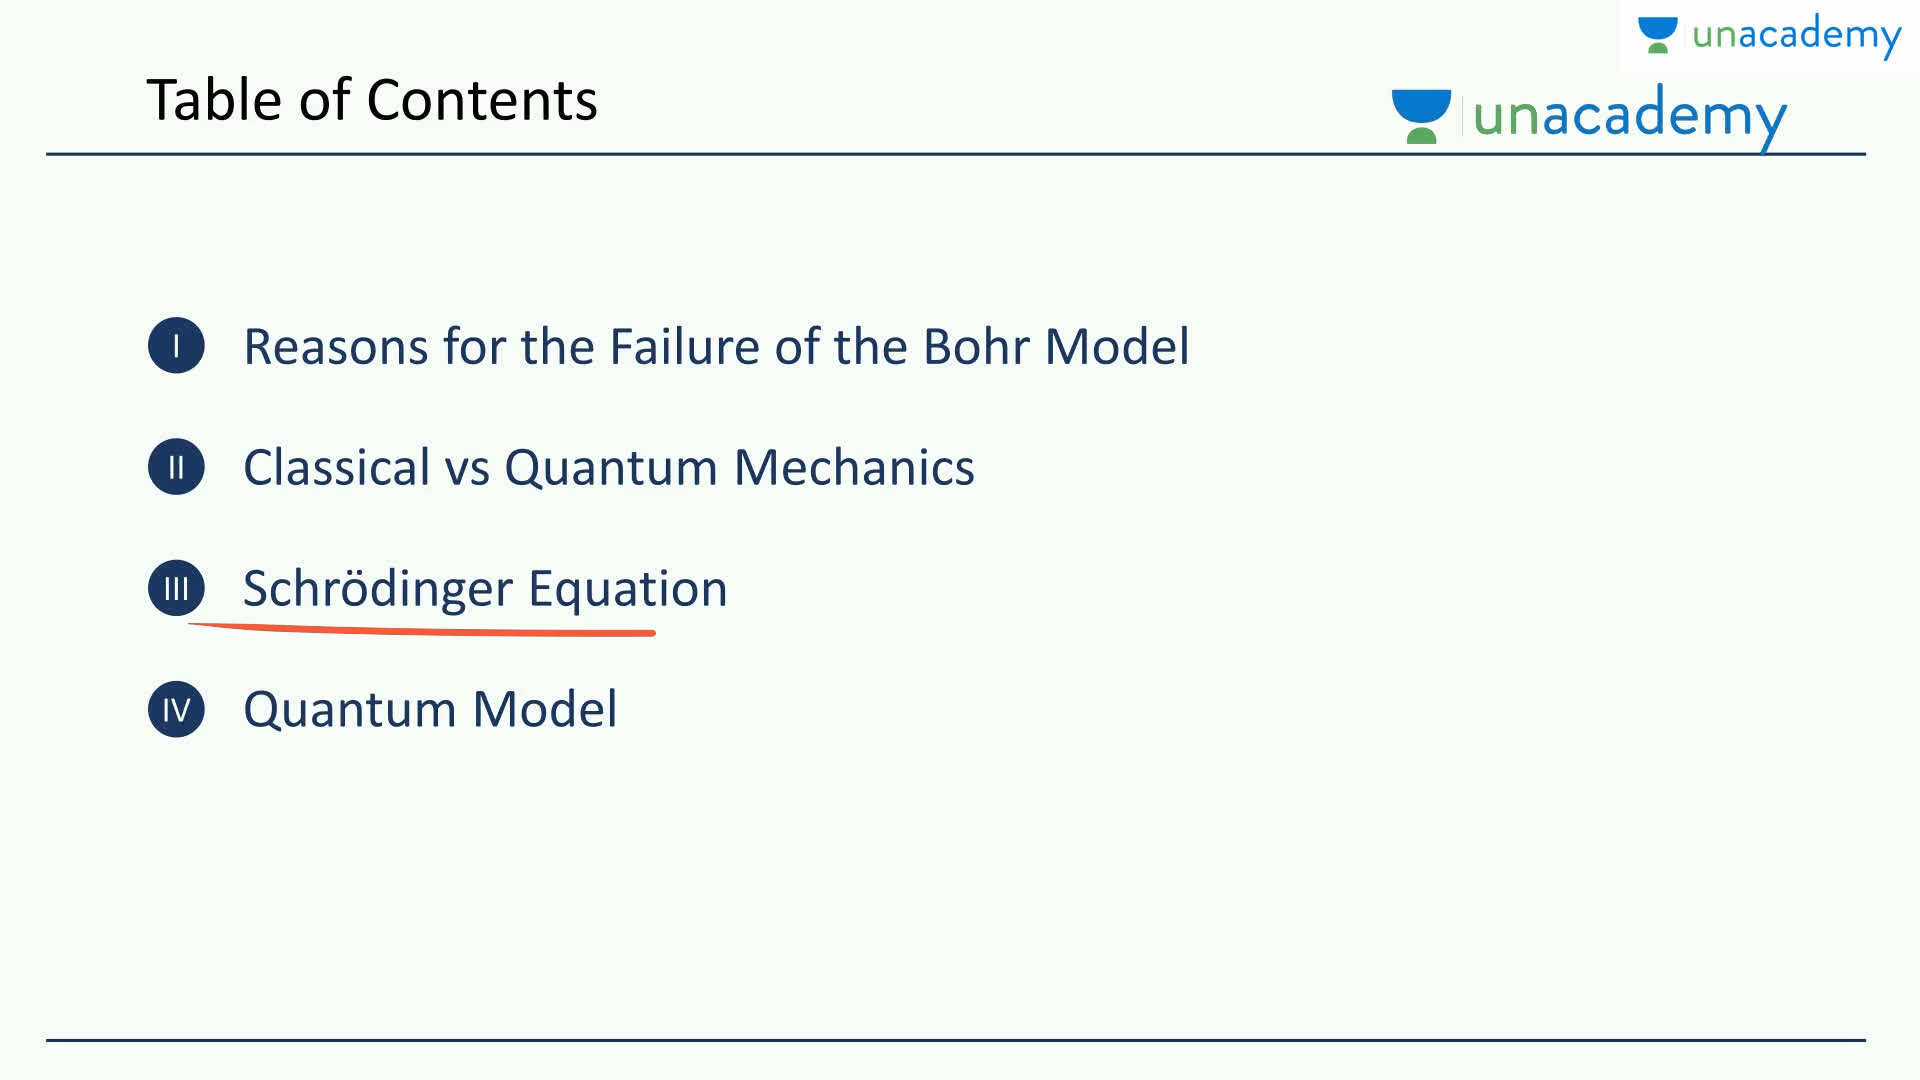 unacademy
Table of Contents
unacademy
I Reasons for the Failure of the Bohr Model
II Classical vs Quantum Mechanics
III Schrödinger Equation
IV Quantum Model